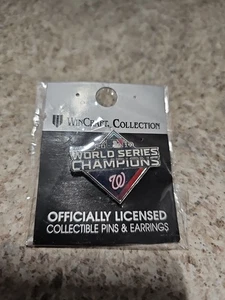 WINCRAFT COLLECTION
WORLD SERIES
CHAMPIONS
W
OFFICIALLY LICENSED
COLLECTIBLE PINS & EARRINGS